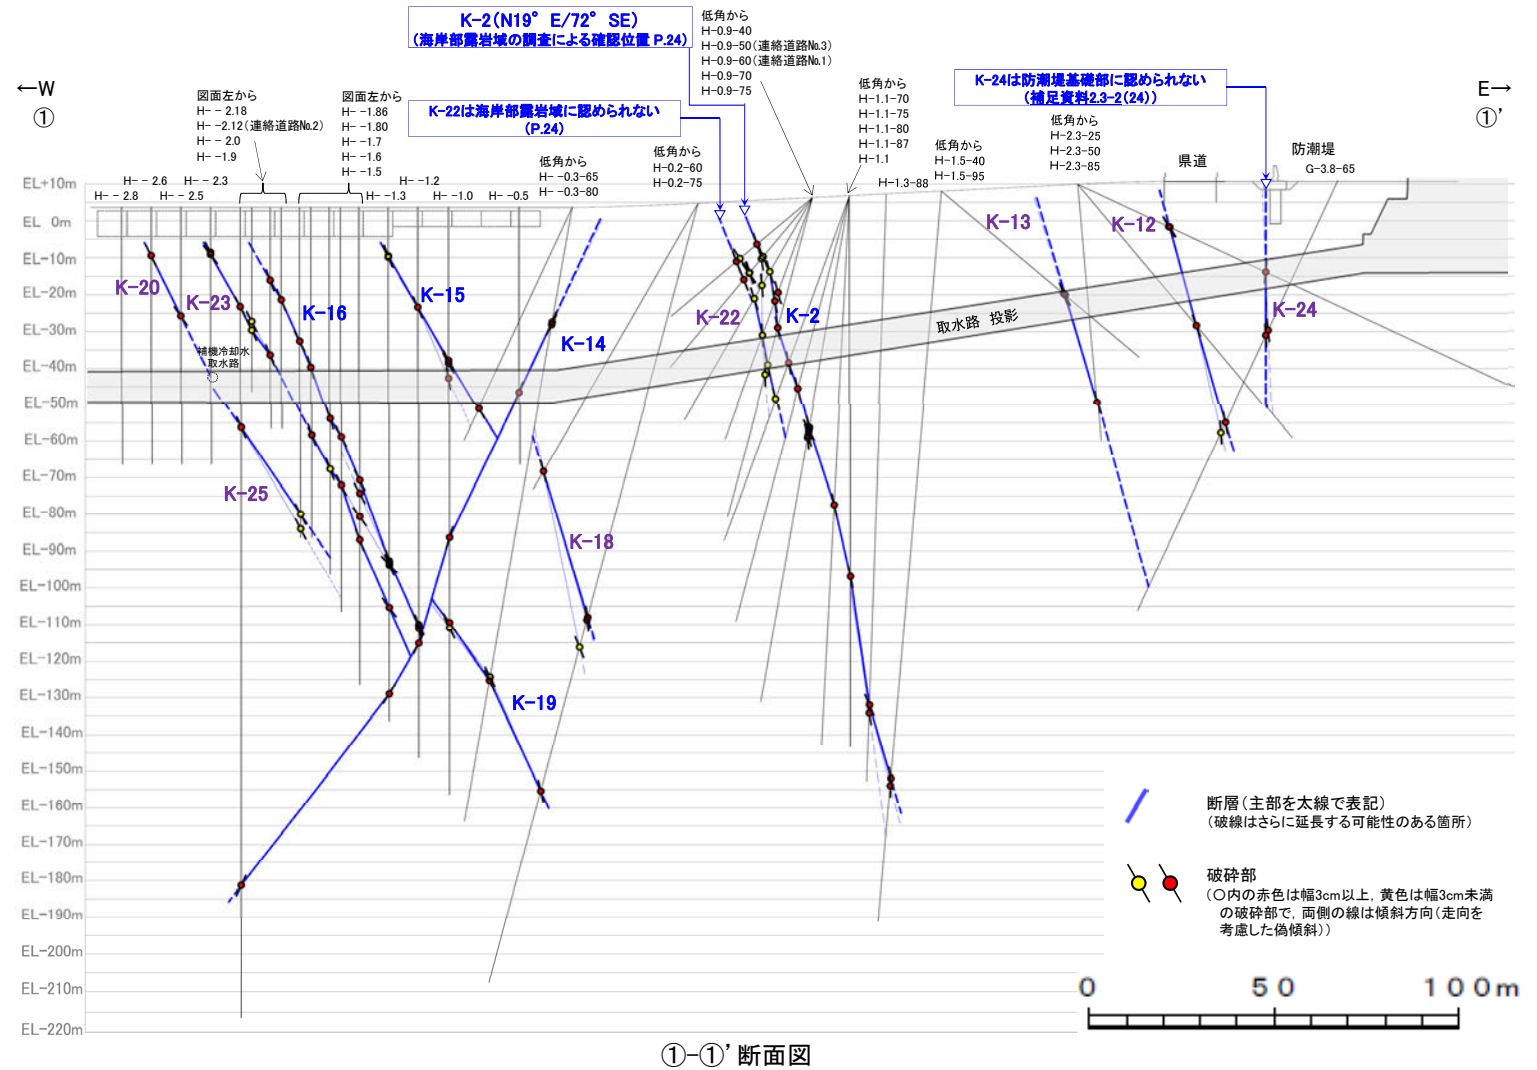 K-2(N19° E/72° SE)
(海岸部露岩域の調査による確認位置 P.24)
低角から
H-0.9-40
H-0.9-50(連絡道路No.3)
H-0.9-60(連絡道路No.1)
H-0.9-70
H-0.9-75
←W
①
図面左から
H-- 2.18
H--2.12(連絡道路No.2)
H-- 2.0
H--1.9
図面左から
H--1.86
H--1.80
H--1.7
H--1.6
H--1.5
K-22は海岸部露岩域に認められない
(P.24)
低角から
H-1.1-70
H-1.1-75
H-1.1-80
H-1.1-87
H-1.1
K-24は防潮堤基礎部に認められない
(補足資料2.3-2(24))
E→
①’
低角から
H--0.3-65
H--0.3-80
低角から
H-0.2-60
H-0.2-75
低角から
H-1.5-40
H-1.5-95
低角から
H-2.3-25
H-2.3-50
H-2.3-85
県道
防潮堤
G-3.8-65
H-1.3-88
H-- 2.8
H-- 2.6
H--2.5
H-- 2.3
H--1.3
H--1.2
H--1.0
H--0.5
EL+10m
EL 0m
EL-10m
EL-20m
EL-30m
EL-40m
EL-50m
EL-60m
EL-70m
EL-80m
EL-90m
EL-100m
EL-110m
EL-120m
EL-130m
EL-140m
EL-150m
EL-160m
EL-170m
EL-180m
EL-190m
EL-200m
EL-210m
EL-220m
K-20
K-23
K-16
K-15
K-14
K-22
K-2
K-13
K-12
K-24
補機冷却水
取水路
取水路 投影
K-25
K-18
K-19
断層(主部を太線で表記)
(破線はさらに延長する可能性のある箇所)
破砕部
(○内の赤色は幅3cm以上, 黄色は幅3cm未満
の破砕部で, 両側の線は傾斜方向(走向を
考慮した偽傾斜))
0 50 100m
①-①’断面図